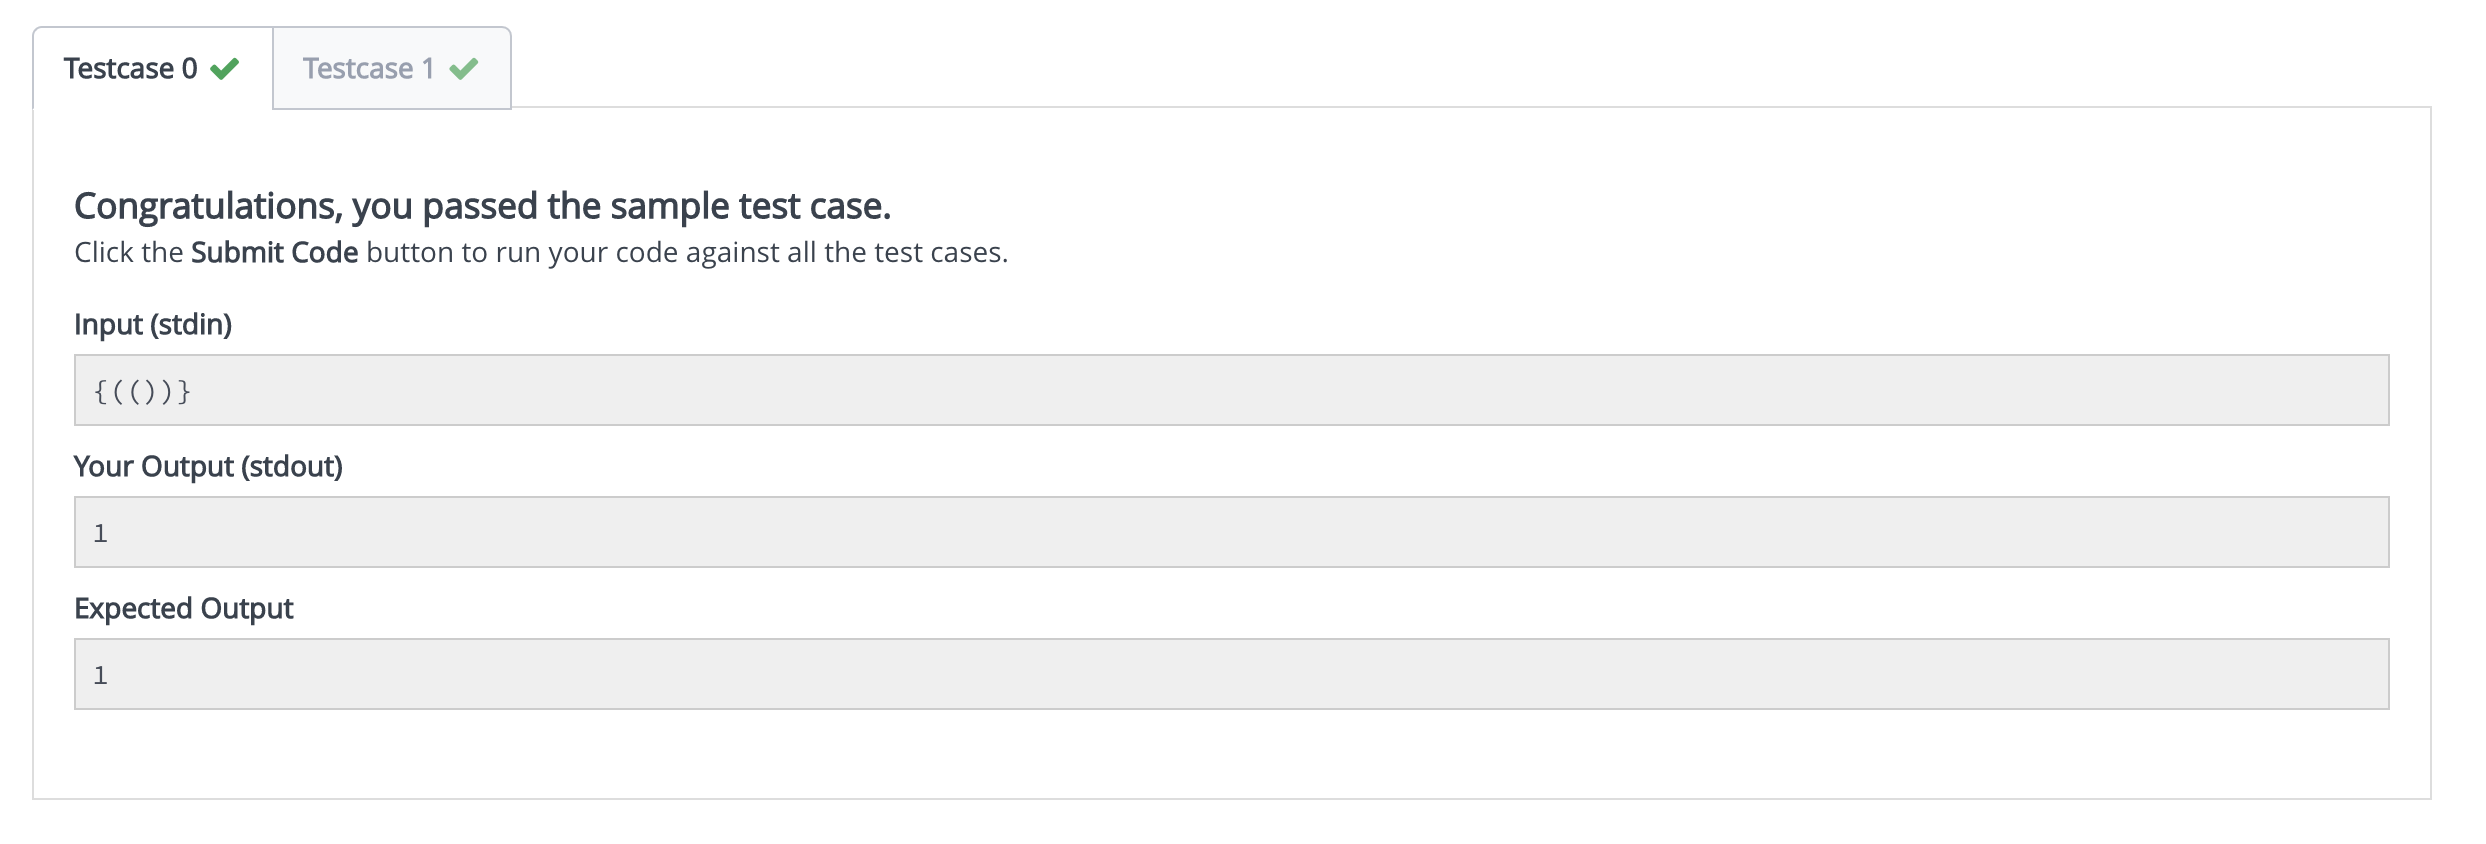 Testcase 0
Testcase 1
Congratulations, you passed the sample test case.
Click the Submit Code button to run your code against all the test cases.
Input (stdin)
{(())}
Your Output (stdout)
1
Expected Output
1